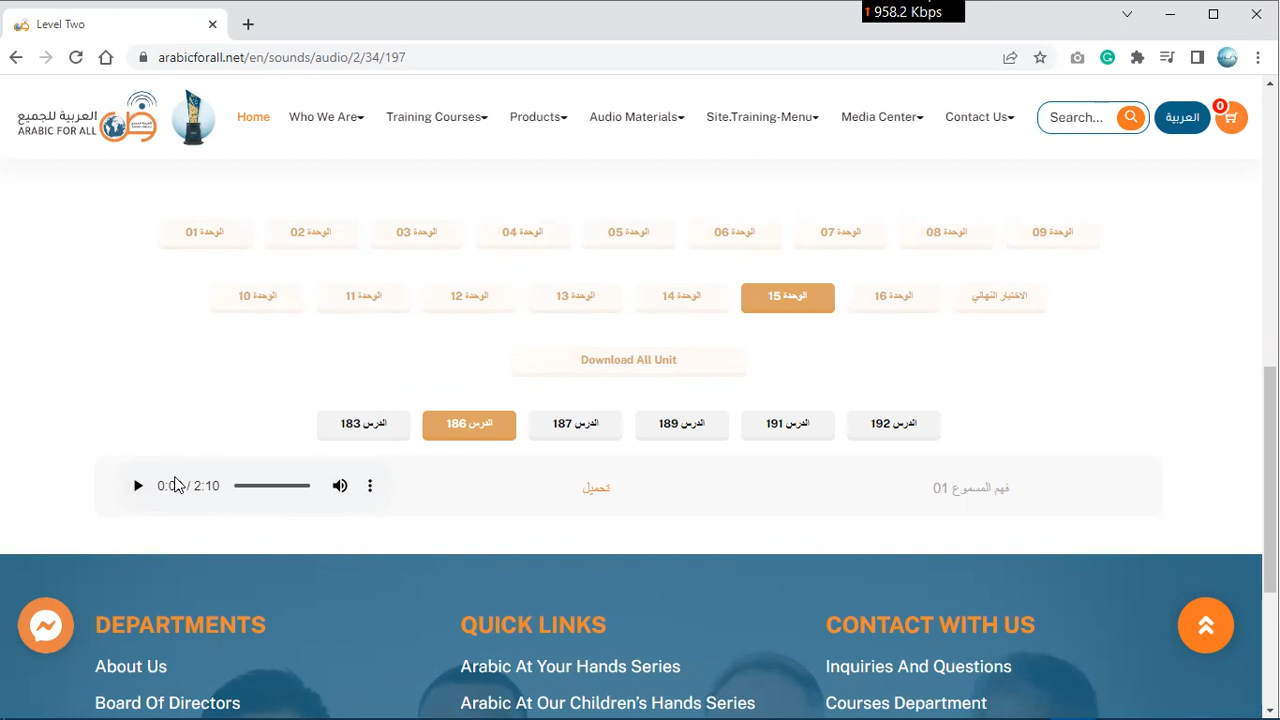 Level Two
958.2 Kbps
arabicforall.net/en/sounds/audio/2/34/197
العربية للجميع
ARABIC FOR ALL
Home
Who We Are
Training Courses
Products
Audio Materials
Site.Training-Menu
Media Center
Contact Us
Search...
العربية
0
الوحدة 01
الوحدة 02
الوحدة 03
الوحدة 04
الوحدة 05
الوحدة 06
الوحدة 07
الوحدة 08
الوحدة 09
الوحدة 10
الوحدة 11
الوحدة 12
الوحدة 13
الوحدة 14
الوحدة 15
الوحدة 16
الاختبار النهائي
Download All Unit
الدرس 183
الدرس 186
الدرس 187
الدرس 189
الدرس 191
الدرس 192
/ 2:10
تحميل
فهم المسموع 01
DEPARTMENTS
QUICK LINKS
CONTACT WITH US
About Us
Arabic At Your Hands Series
Inquiries And Questions
Board Of Directors
Arabic At Our Children's Hands Series
Courses Department